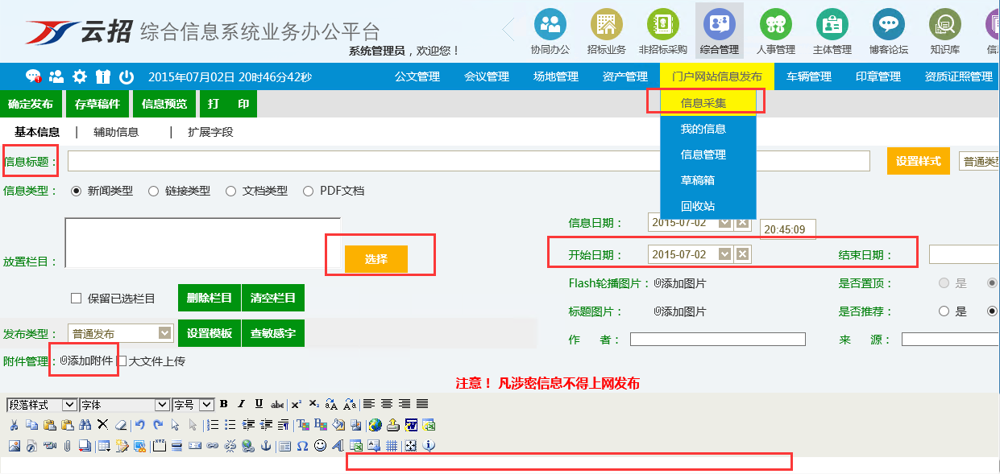 云招 综合信息系统业务办公平台
系统管理员，欢迎您！
协同办公 招标业务 非招标采购 综合管理 人事管理 主体管理 博客论坛 知识库
2015年07月02日 20时46分42秒 公文管理 会议管理 场地管理 资产管理 门户网站信息发布 车辆管理 印章管理 资质证照管理
确定发布 存草稿件 信息预览 打 印
信息采集
我的信息
信息管理
草稿箱
回收站
基本信息 | 辅助信息 | 扩展字段
信息标题： 设置样式 普通类型
信息类型： 新闻类型 链接类型 文档类型 PDF文档
信息日期： 2015-07-02 20:45:09
放置栏目： 选择 开始日期： 2015-07-02 结束日期：
Flash轮播图片： 添加图片 是否置顶： 是
保留已选栏目 删除栏目 清空栏目
标题图片： 添加图片 是否推荐： 是
发布类型： 普通发布 设置模板 查敏感字
作 者： 来 源：
附件管理： 添加附件 大文件上传
注意！ 凡涉密信息不得上网发布
段落样式 字体 字号 B I U abc